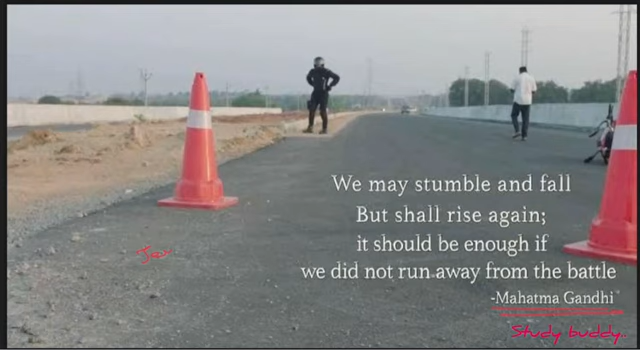 We may stumble and fall
But shall rise again;
it should be enough if
we did not run away from the battle
-Mahatma Gandhi
Study buddy..